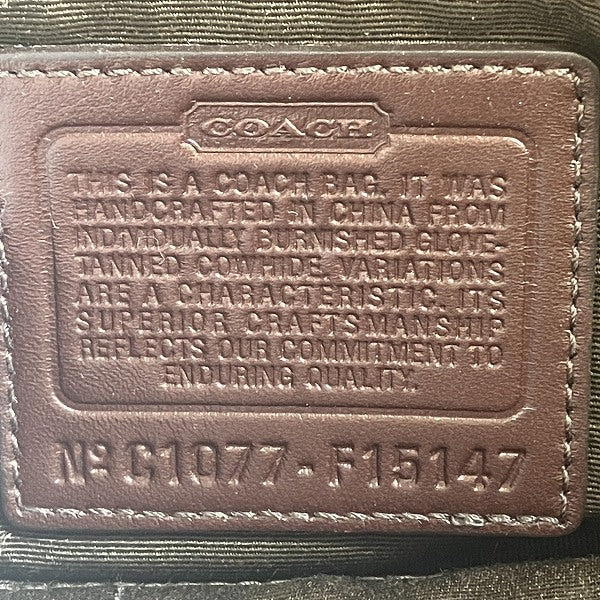 COACH
THIS IS A COACH BAG. IT WAS
HANDCRAFTED IN CHINA FROM
INDIVIDUALLY BURNISHED GLOVE-
TANNED COWHIDE. VARIATIONS
ARE A CHARACTERISTIC. ITS
SUPERIOR CRAFTSMANSHIP
REFLECTS OUR COMMITMENT TO
ENDURING QUALITY.
Nº C1077-F15147